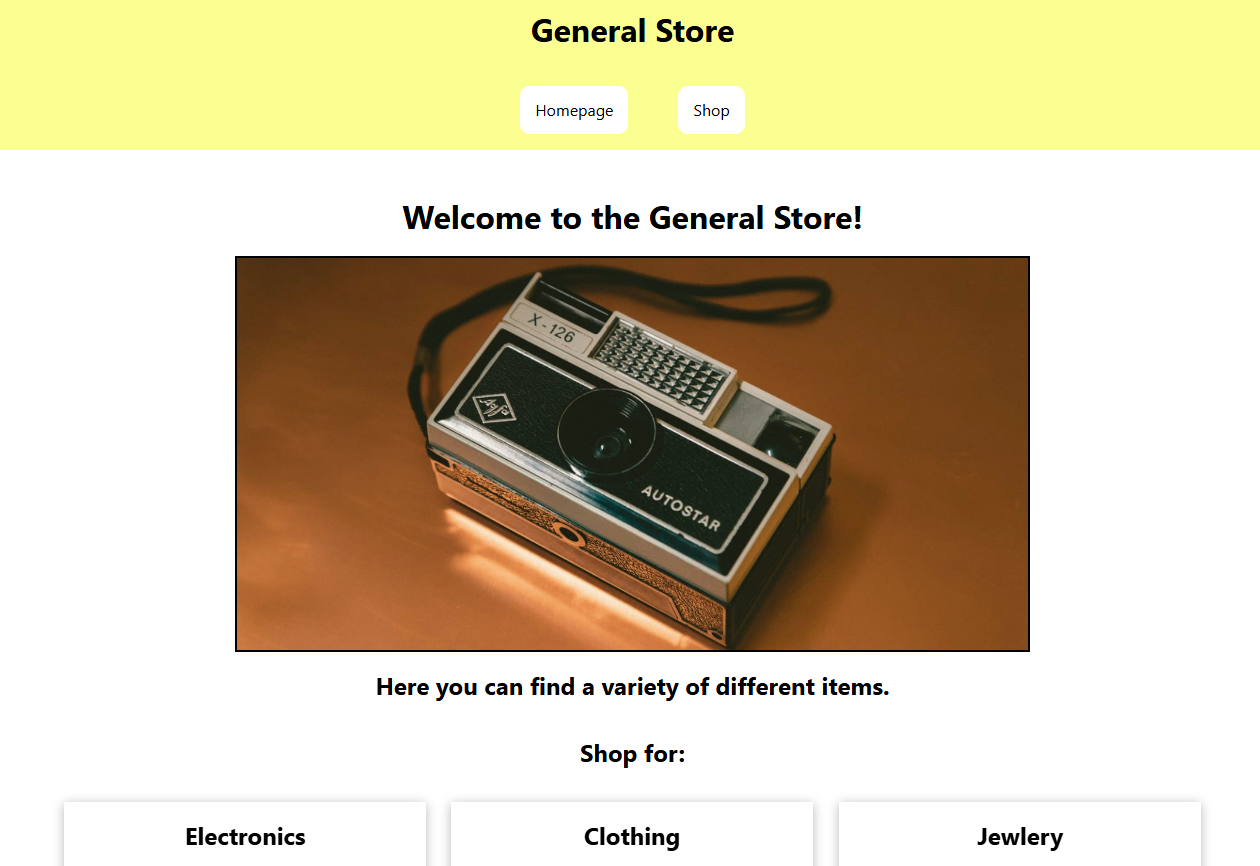 General Store
Homepage Shop
Welcome to the General Store!
X-126
Agfa
AUTOSTAR
Here you can find a variety of different items.
Shop for:
Electronics Clothing Jewlery